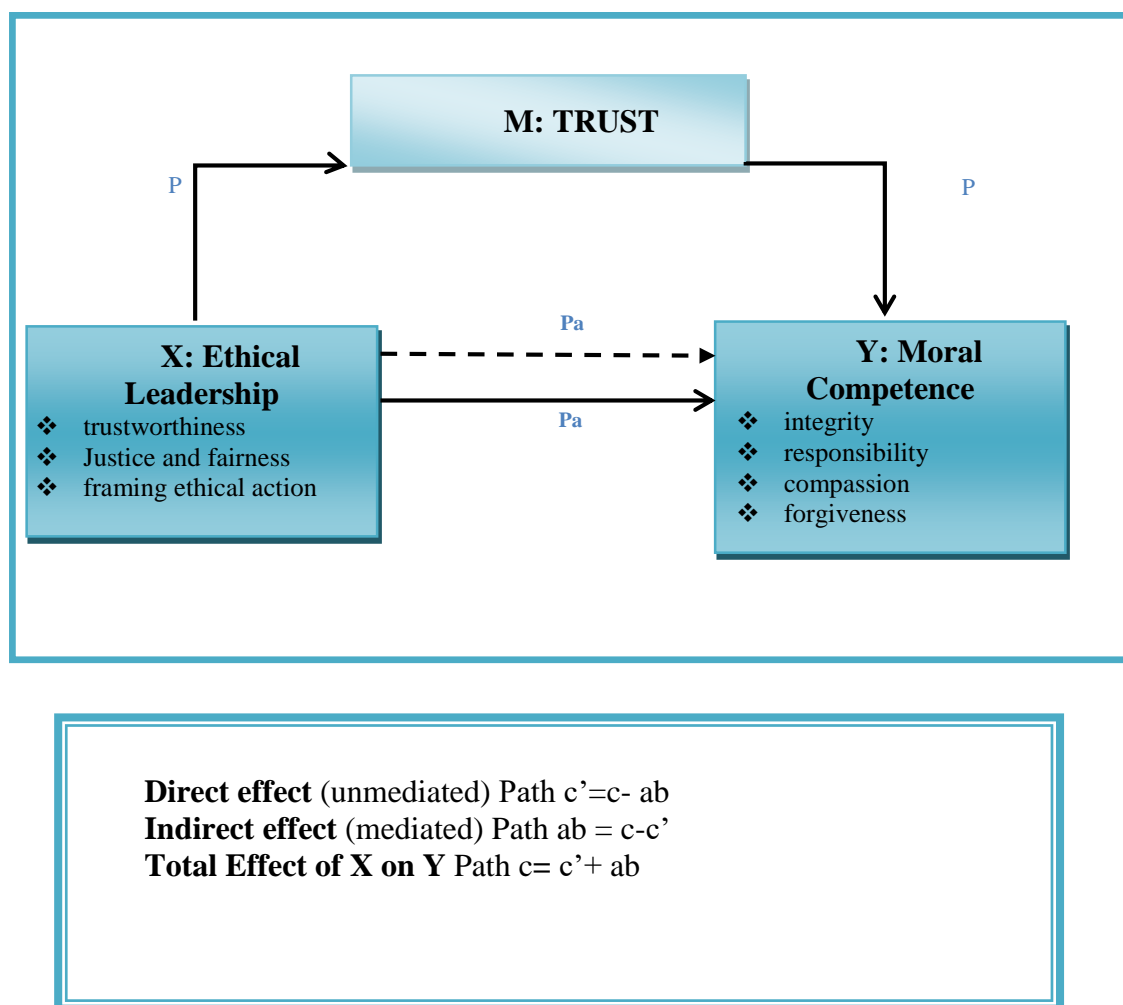 M: TRUST
P
P
Pa
X: Ethical
Leadership
❖ trustworthiness
❖ Justice and fairness
❖ framing ethical action
Pa
Y: Moral
Competence
❖ integrity
❖ responsibility
❖ compassion
❖ forgiveness
Direct effect (unmediated) Path c’=c- ab
Indirect effect (mediated) Path ab = c-c’
Total Effect of X on Y Path c= c’+ ab